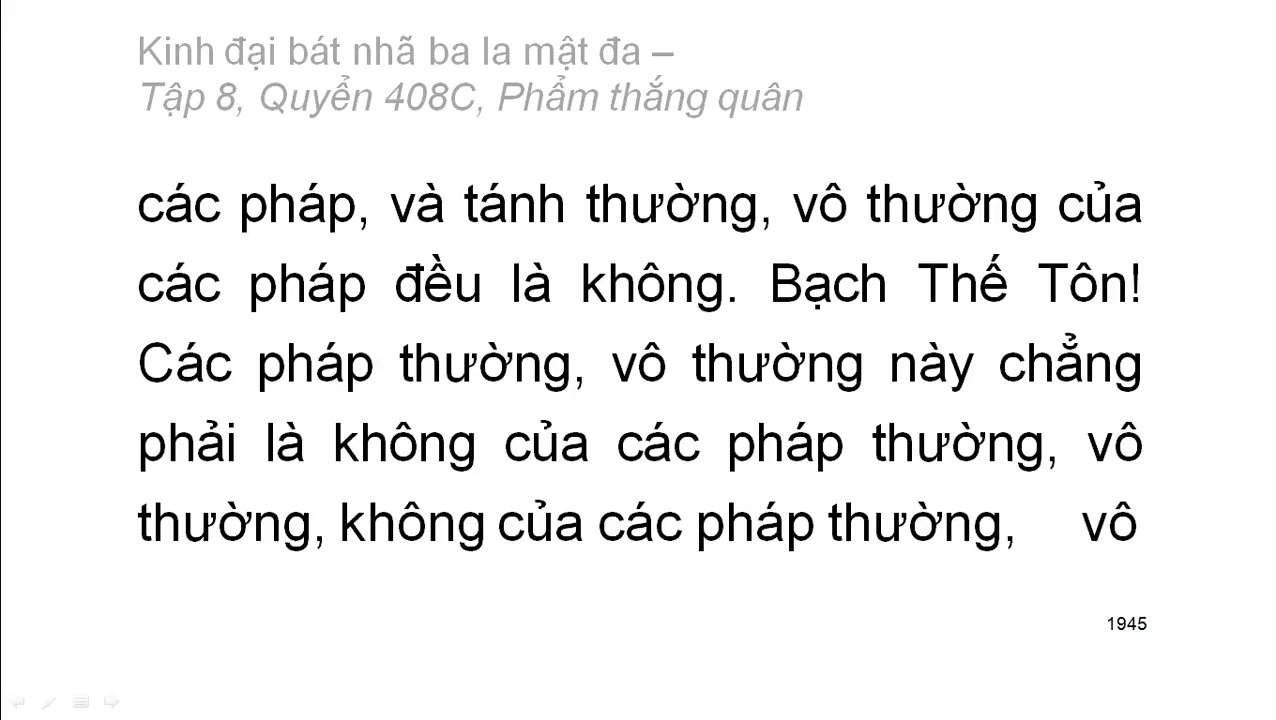 Kinh đại bát nhã ba la mật đa –
Tập 8, Quyển 408C, Phẩm thắng quân
các pháp, và tánh thường, vô thường của
các pháp đều là không. Bạch Thế Tôn!
Các pháp thường, vô thường này chẳng
phải là không của các pháp thường, vô
thường, không của các pháp thường, vô
1945